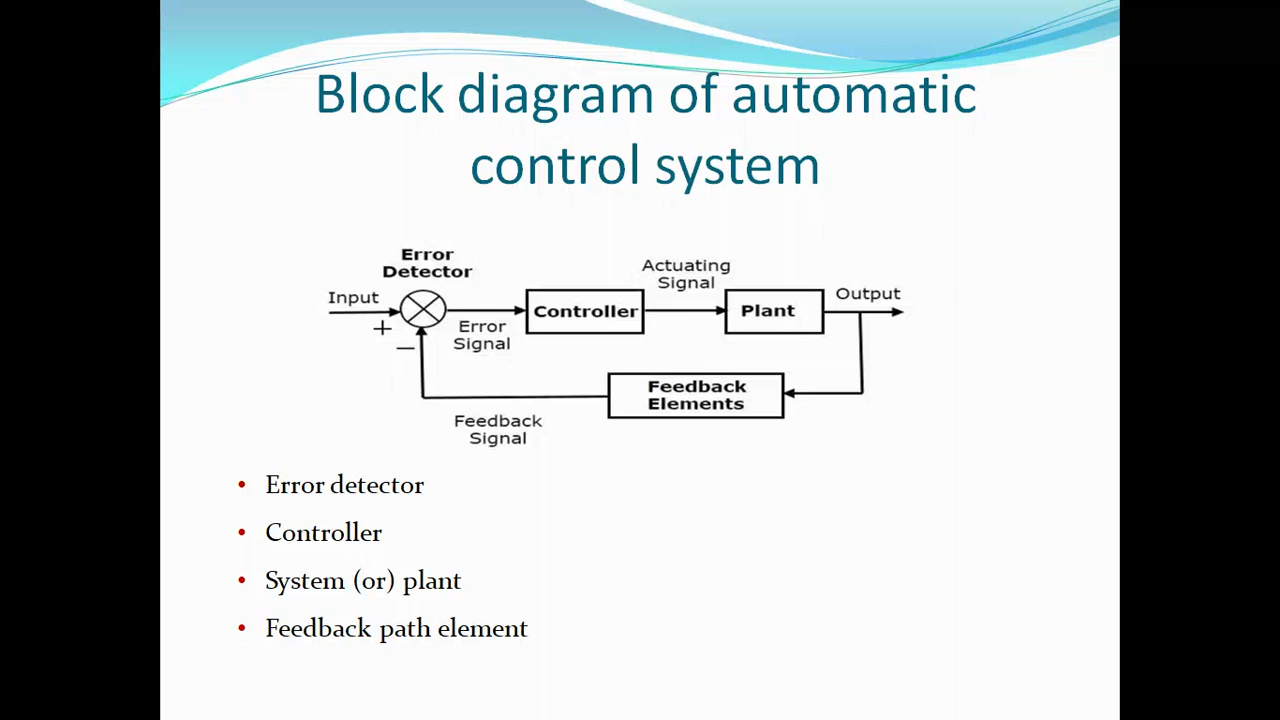 Block diagram of automatic
control system
Error
Detector
Input
+
−
Error
Signal
Controller
Actuating
Signal
Plant
Output
Feedback
Elements
Feedback
Signal
• Error detector
• Controller
• System (or) plant
• Feedback path element